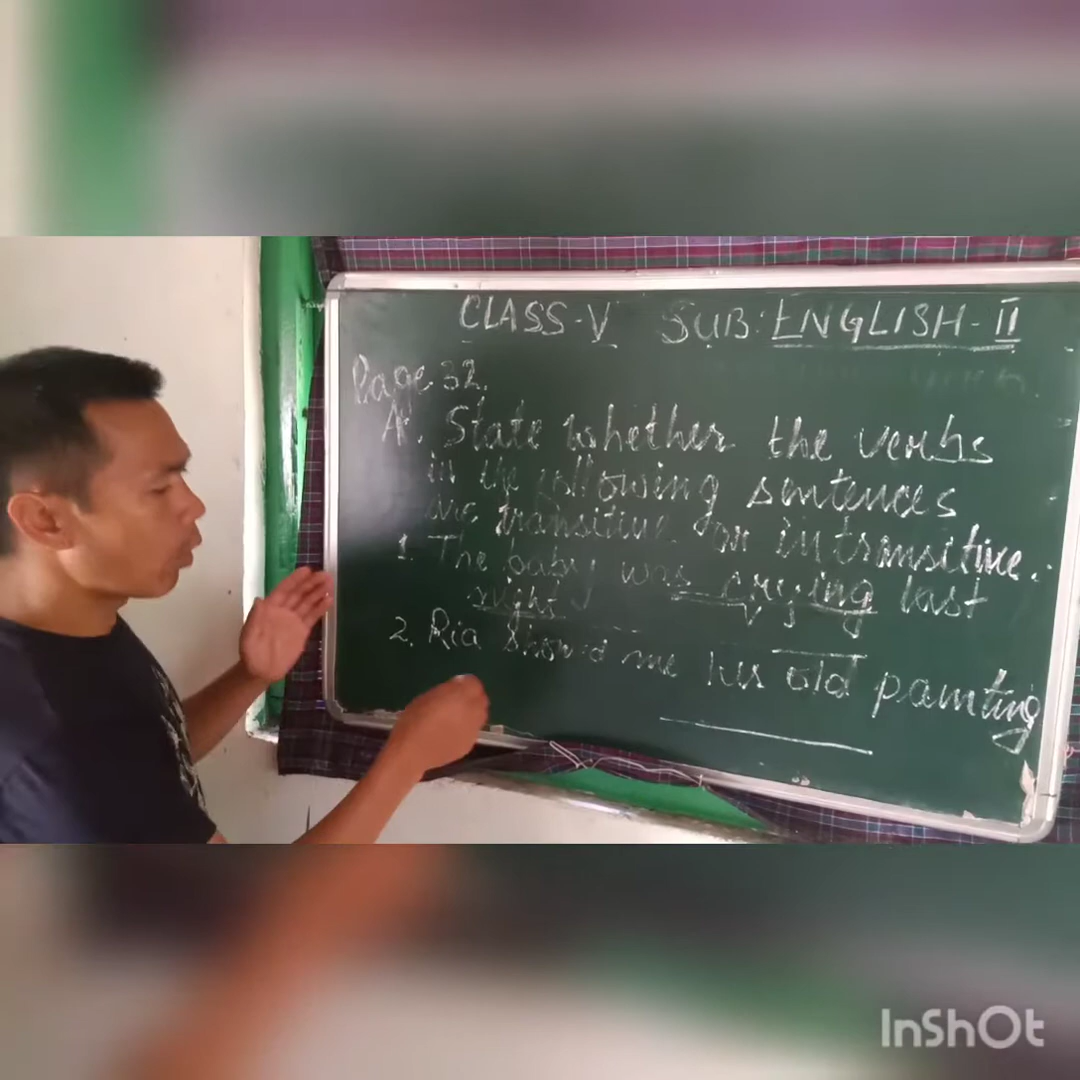 CLASS-V SUB: ENGLISH-II
Page 32.
A. State whether the verbs
in the following sentences
are transitive or intransitive.
1. The baby was crying last
night
2. Ria showed me his old painting
InShOt